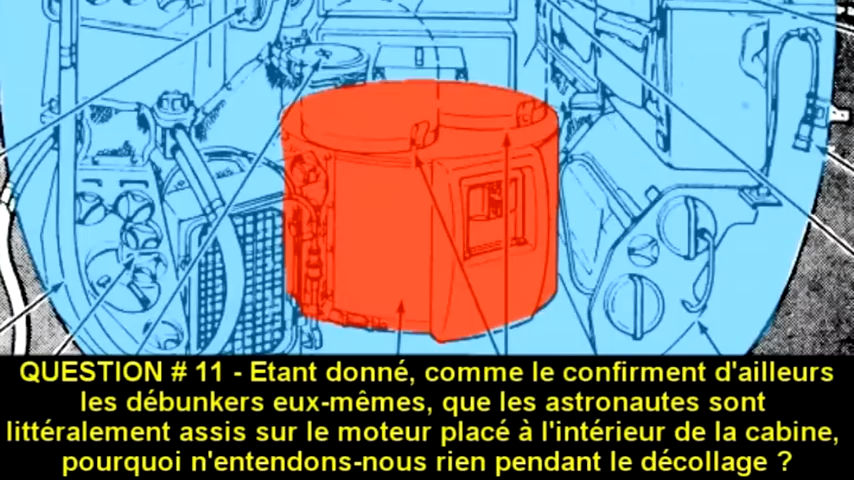 QUESTION # 11 - Etant donné, comme le confirment d'ailleurs
les débunkers eux-mêmes, que les astronautes sont
littéralement assis sur le moteur placé à l'intérieur de la cabine,
pourquoi n'entendons-nous rien pendant le décollage ?